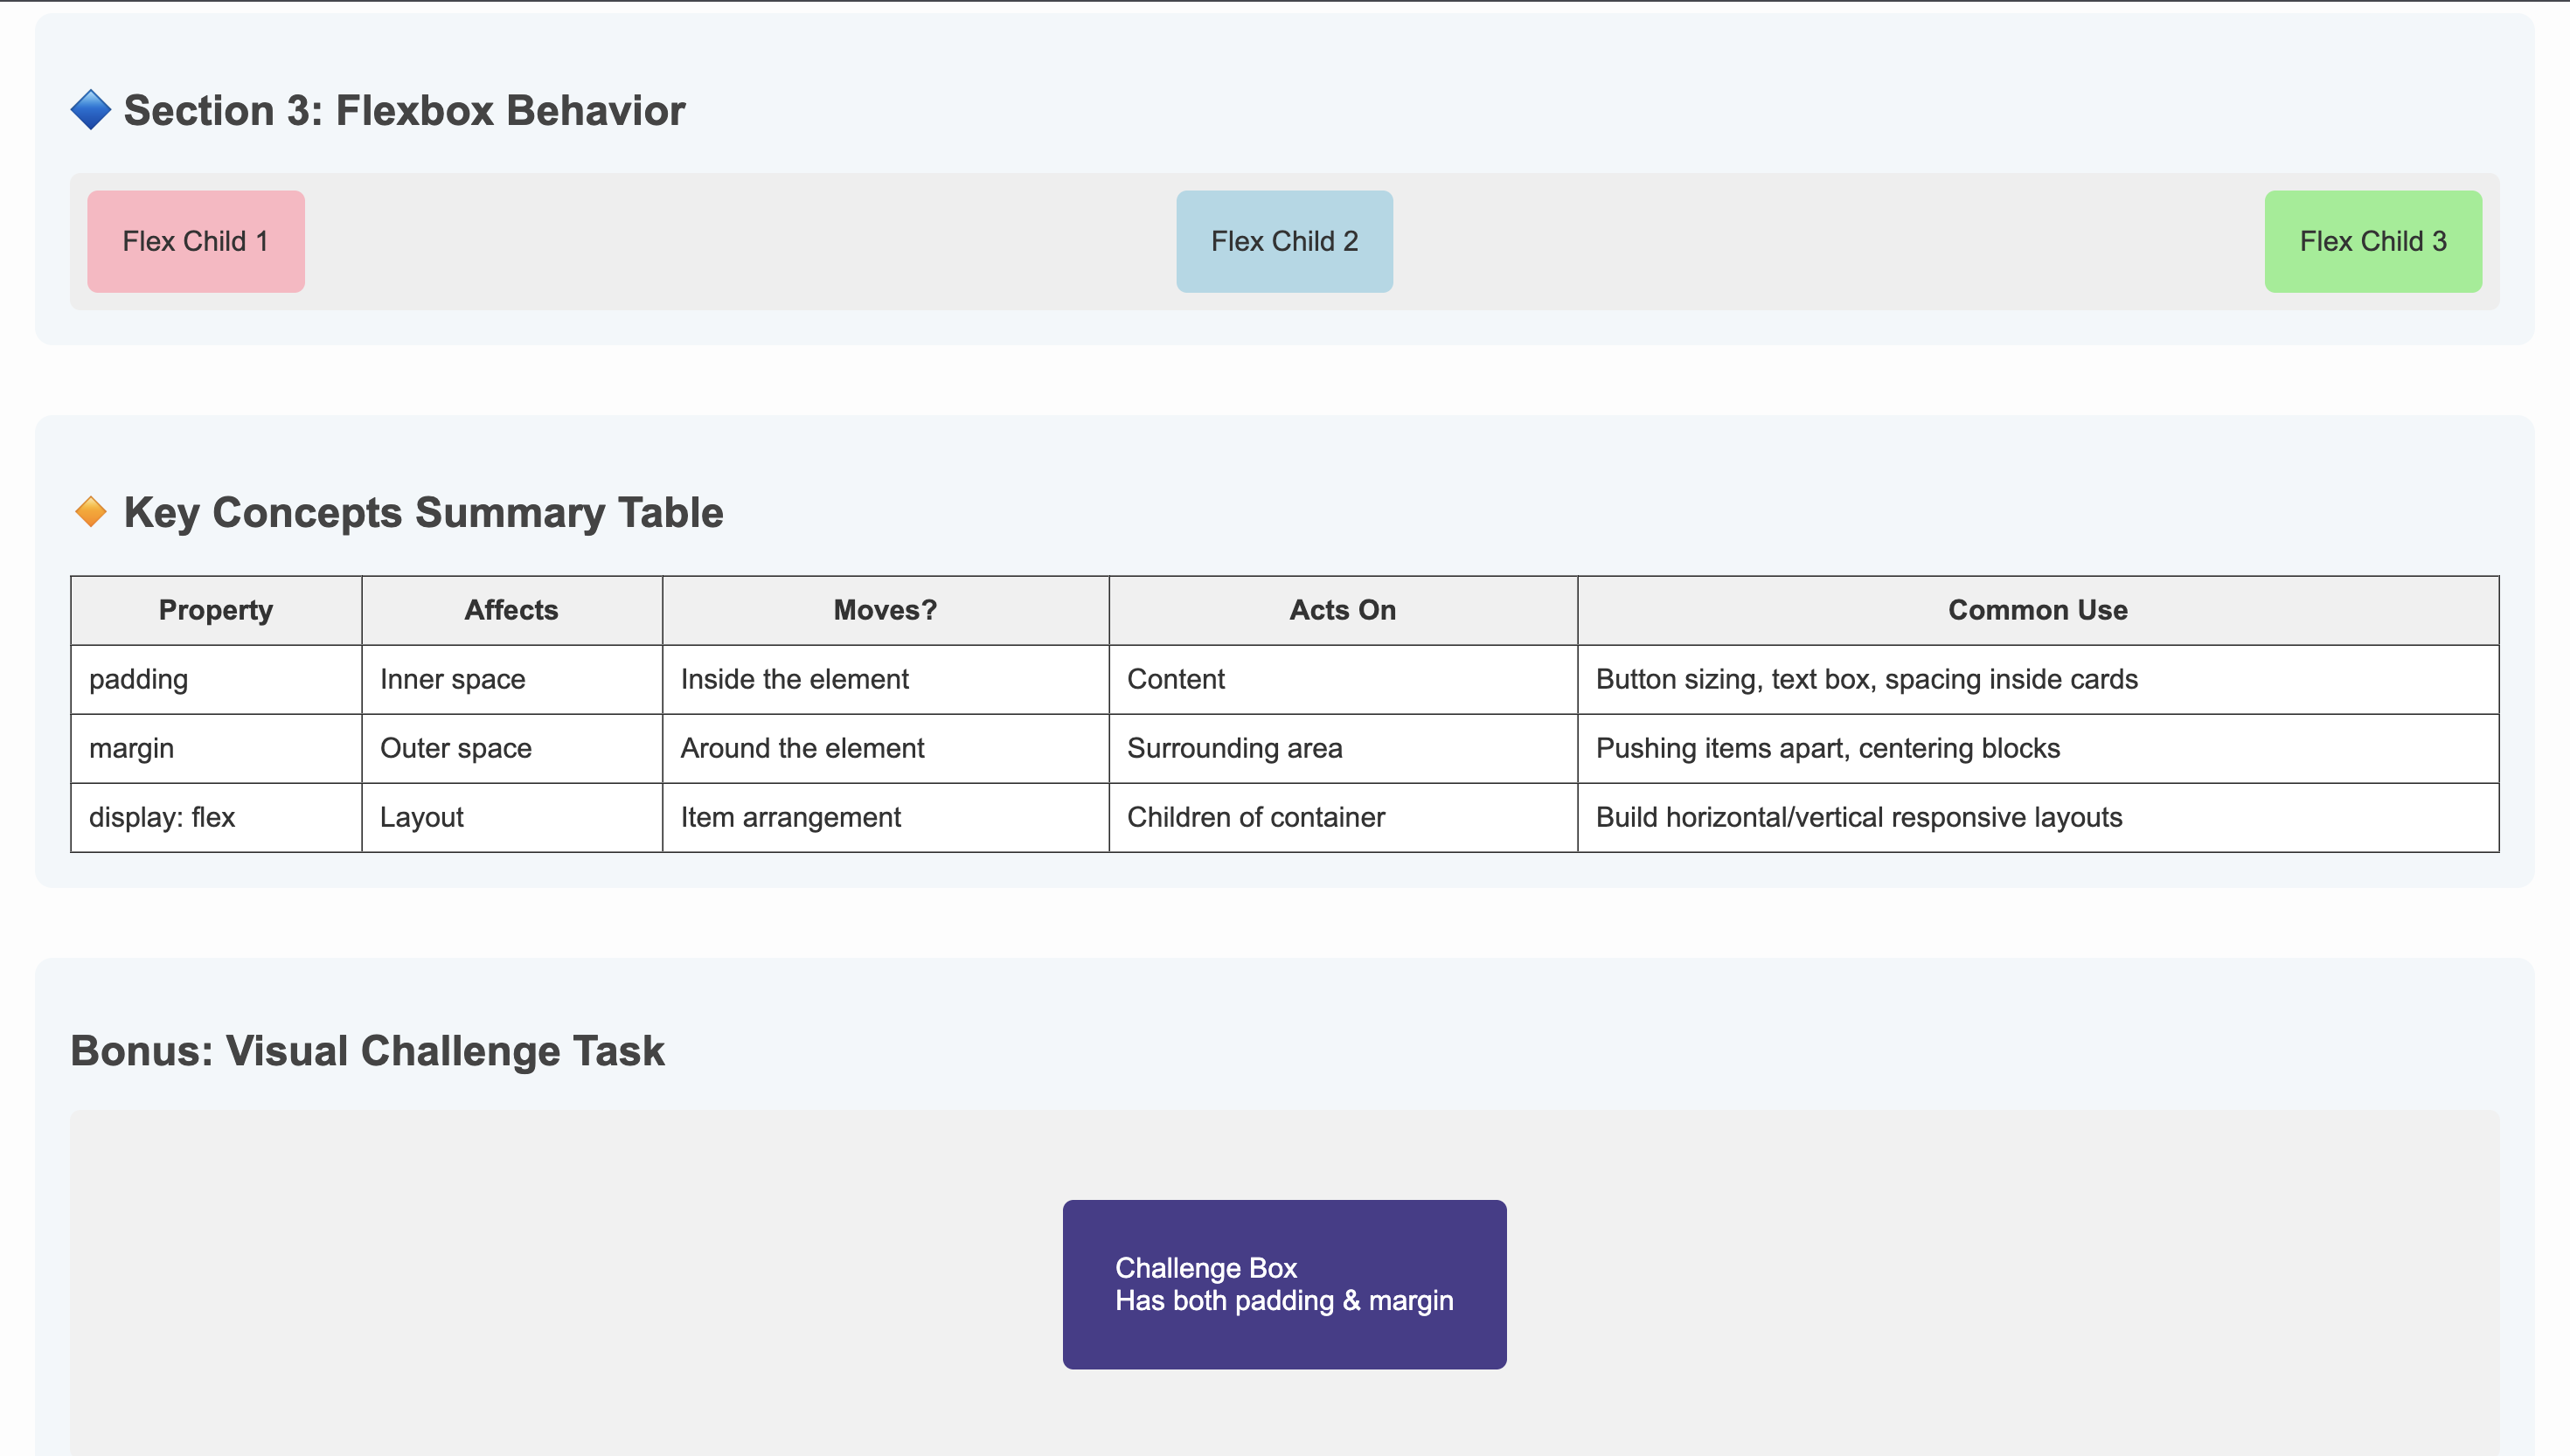 🔷 Section 3: Flexbox Behavior
Flex Child 1 Flex Child 2 Flex Child 3
🔸 Key Concepts Summary Table
Property Affects Moves? Acts On Common Use
padding Inner space Inside the element Content Button sizing, text box, spacing inside cards
margin Outer space Around the element Surrounding area Pushing items apart, centering blocks
display: flex Layout Item arrangement Children of container Build horizontal/vertical responsive layouts
Bonus: Visual Challenge Task
Challenge Box
Has both padding & margin